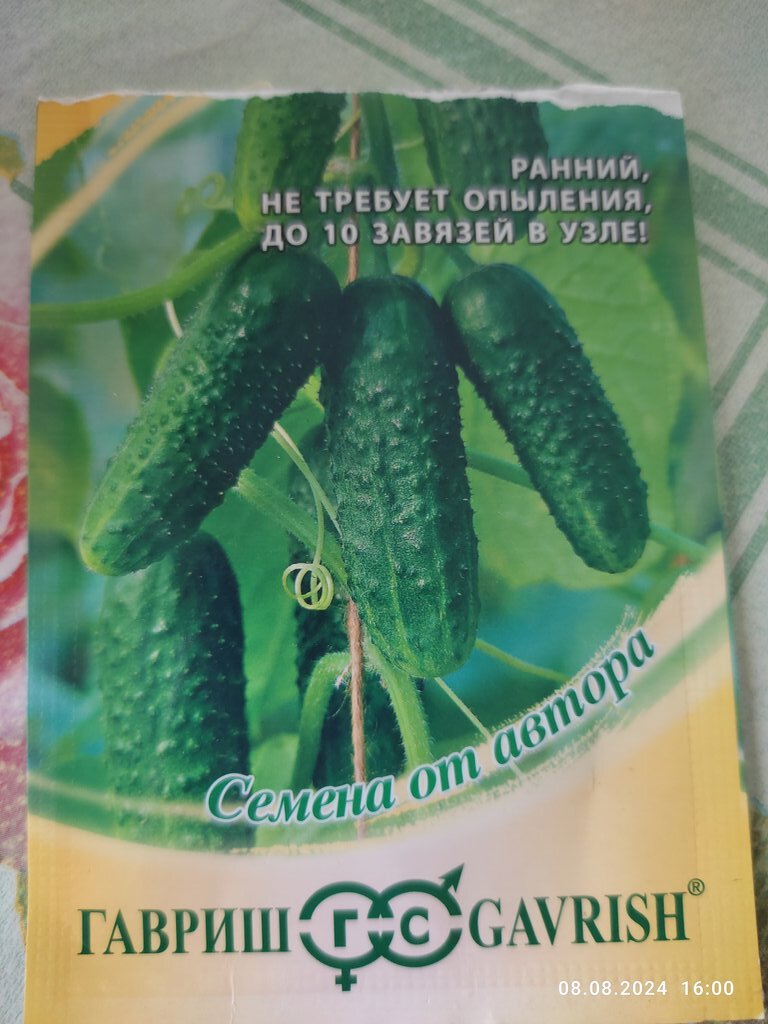 РАННИЙ,
НЕ ТРЕБУЕТ ОПЫЛЕНИЯ,
ДО 10 ЗАВЯЗЕЙ В УЗЛЕ!
Семена от автора
ГАВРИШ ГС GAVRISH®
08.08.2024 16:00